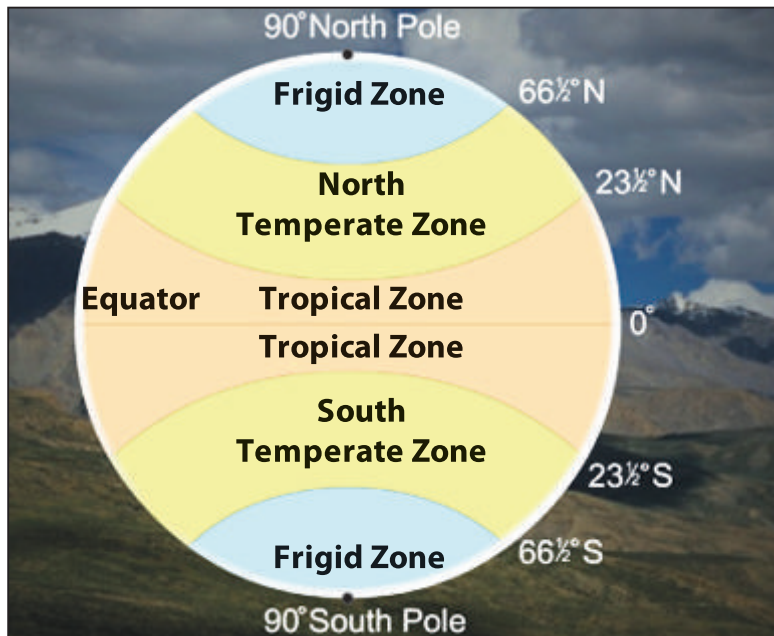 90°North Pole
Frigid Zone
66½°N
North
Temperate Zone
23½°N
Equator
Tropical Zone
0°
Tropical Zone
South
Temperate Zone
23½°S
Frigid Zone
66½°S
90°South Pole